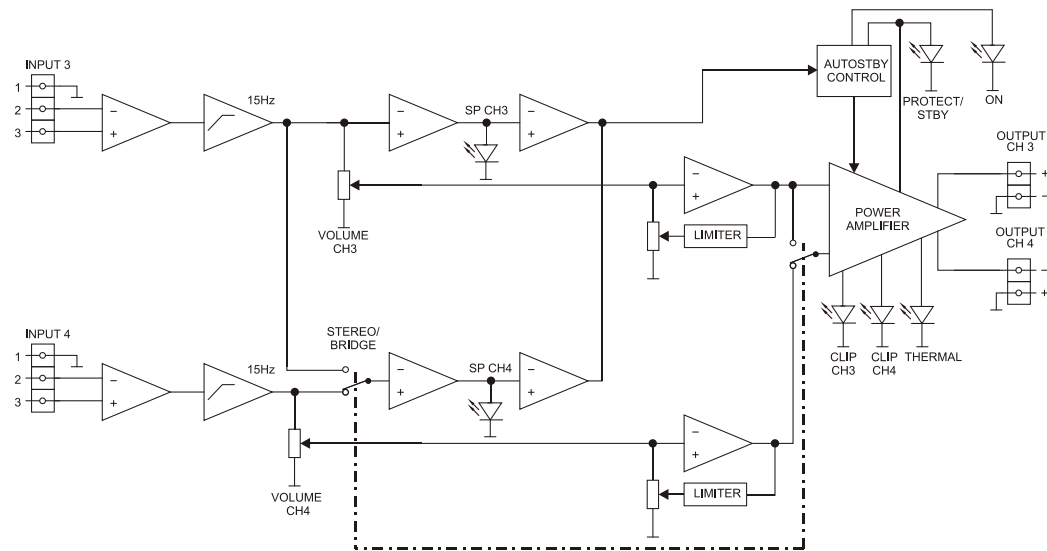 INPUT 3
1
2
3
−
+
15Hz
−
+
SP CH3
−
+
AUTOSTBY
CONTROL
PROTECT/
STBY
ON
VOLUME
CH3
−
+
LIMITER
POWER
AMPLIFIER
OUTPUT
CH 3
+
−
OUTPUT
CH 4
−
+
CLIP
CH3
CLIP
CH4
THERMAL
INPUT 4
1
2
3
−
+
15Hz
STEREO/
BRIDGE
−
+
SP CH4
−
+
VOLUME
CH4
−
+
LIMITER